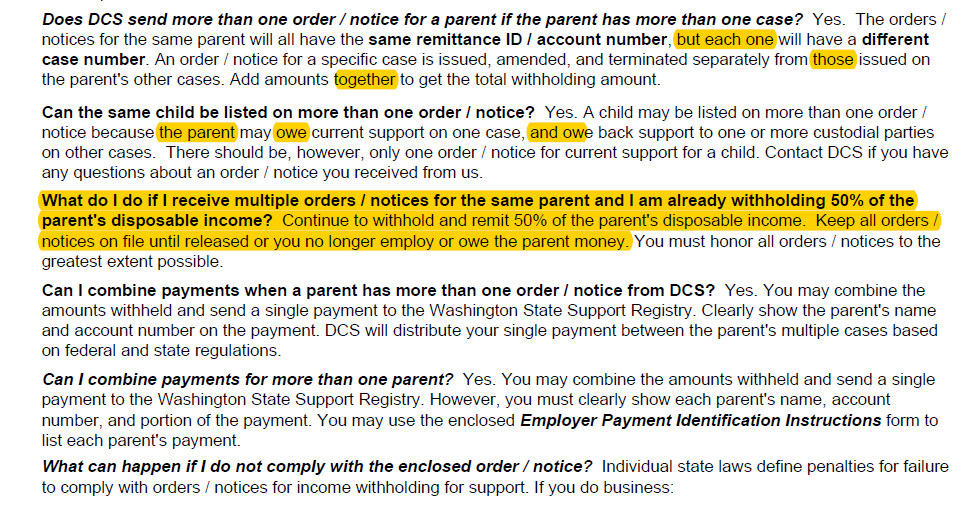 Does DCS send more than one order / notice for a parent if the parent has more than one case? Yes. The orders /
notices for the same parent will all have the same remittance ID / account number, but each one will have a different
case number. An order / notice for a specific case is issued, amended, and terminated separately from those issued on
the parent's other cases. Add amounts together to get the total withholding amount.
Can the same child be listed on more than one order / notice? Yes. A child may be listed on more than one order /
notice because the parent may owe current support on one case, and owe back support to one or more custodial parties
on other cases. There should be, however, only one order / notice for current support for a child. Contact DCS if you have
any questions about an order / notice you received from us.
What do I do if I receive multiple orders / notices for the same parent and I am already withholding 50% of the
parent's disposable income? Continue to withhold and remit 50% of the parent's disposable income. Keep all orders /
notices on file until released or you no longer employ or owe the parent money. You must honor all orders / notices to the
greatest extent possible.
Can I combine payments when a parent has more than one order / notice from DCS? Yes. You may combine the
amounts withheld and send a single payment to the Washington State Support Registry. Clearly show the parent's name
and account number on the payment. DCS will distribute your single payment between the parent's multiple cases based
on federal and state regulations.
Can I combine payments for more than one parent? Yes. You may combine the amounts withheld and send a single
payment to the Washington State Support Registry. However, you must clearly show each parent's name, account
number, and portion of the payment. You may use the enclosed Employer Payment Identification Instructions form to
list each parent's payment.
What can happen if I do not comply with the enclosed order / notice? Individual state laws define penalties for failure
to comply with orders / notices for income withholding for support. If you do business: